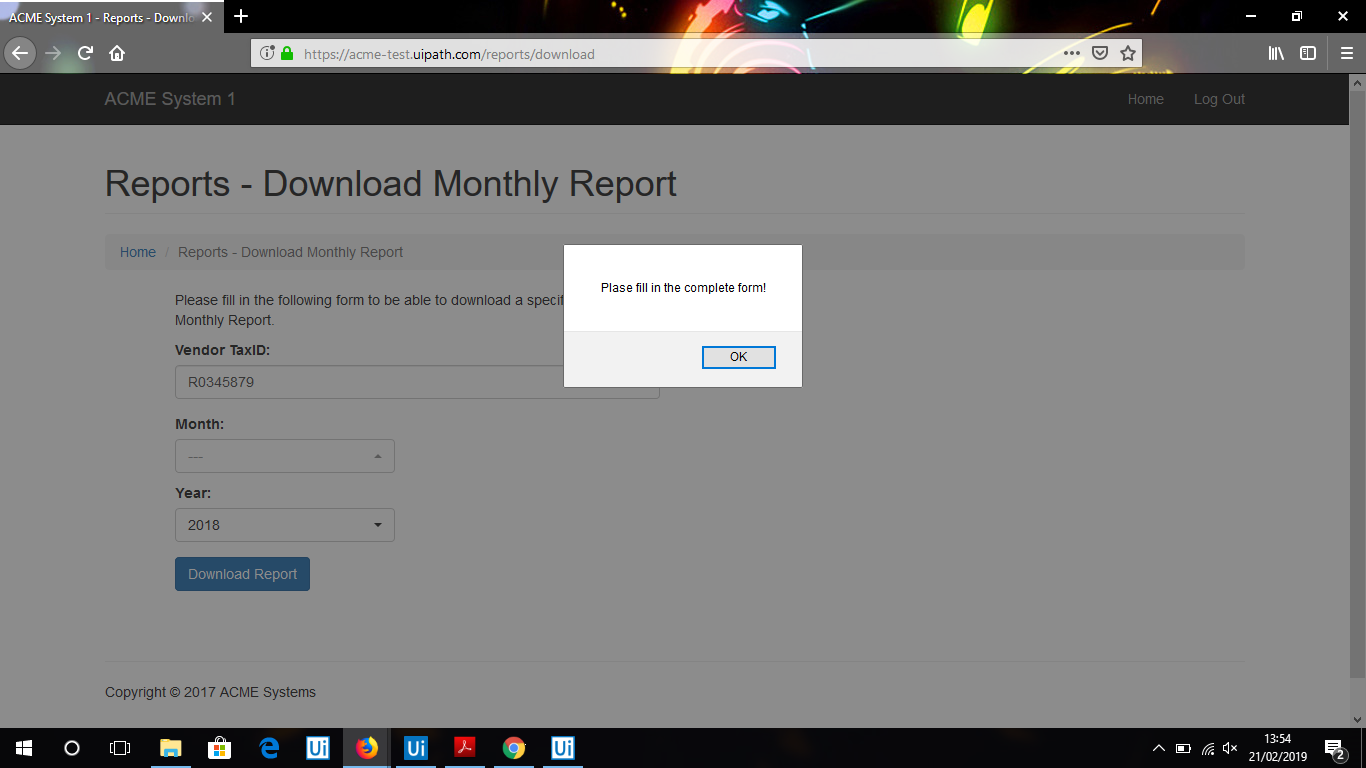 ACME System 1 - Reports - Downlo
https://acme-test.uipath.com/reports/download
ACME System 1
Home
Log Out
Reports - Download Monthly Report
Home / Reports - Download Monthly Report
Please fill in the following form to be able to download a specif
Monthly Report.
Plase fill in the complete form!
OK
Vendor TaxID:
R0345879
Month:
---
Year:
2018
Download Report
Copyright © 2017 ACME Systems
Ui
Ui
Ui
13:54
21/02/2019
2